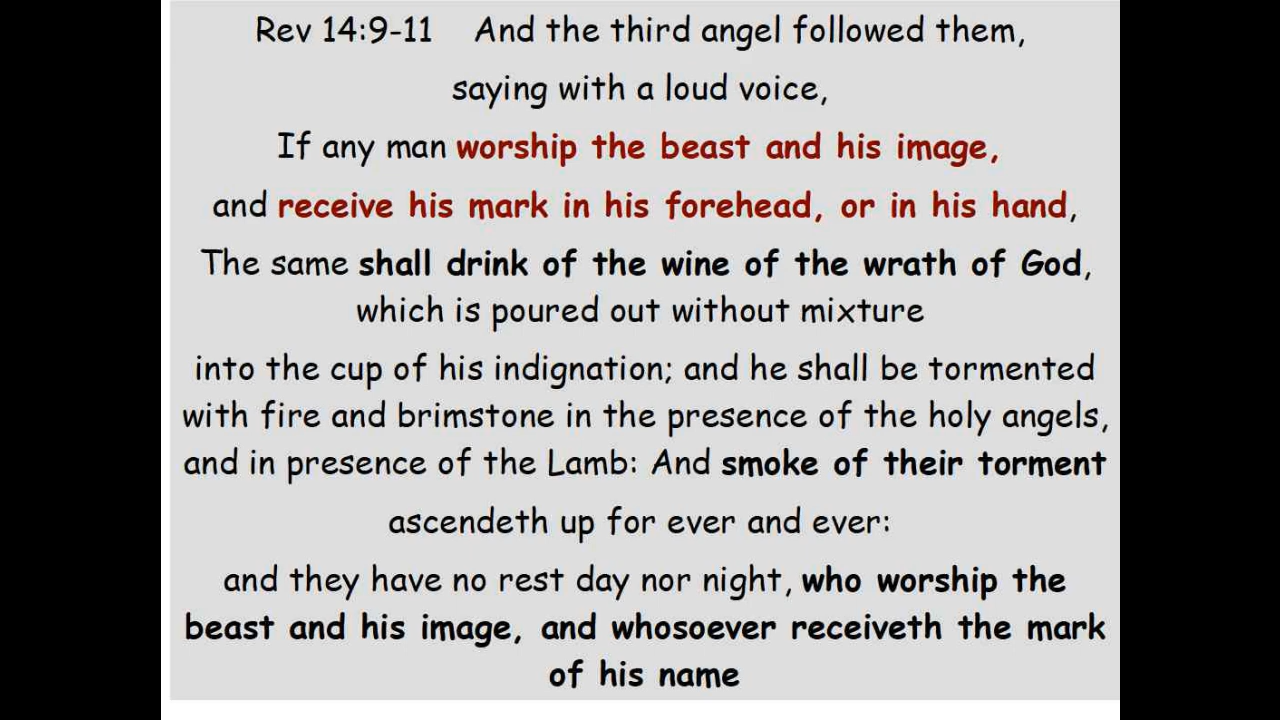 Rev 14:9-11 And the third angel followed them,
saying with a loud voice,
If any man worship the beast and his image,
and receive his mark in his forehead, or in his hand,
The same shall drink of the wine of the wrath of God,
which is poured out without mixture
into the cup of his indignation; and he shall be tormented
with fire and brimstone in the presence of the holy angels,
and in presence of the Lamb: And smoke of their torment
ascendeth up for ever and ever:
and they have no rest day nor night, who worship the
beast and his image, and whosoever receiveth the mark
of his name